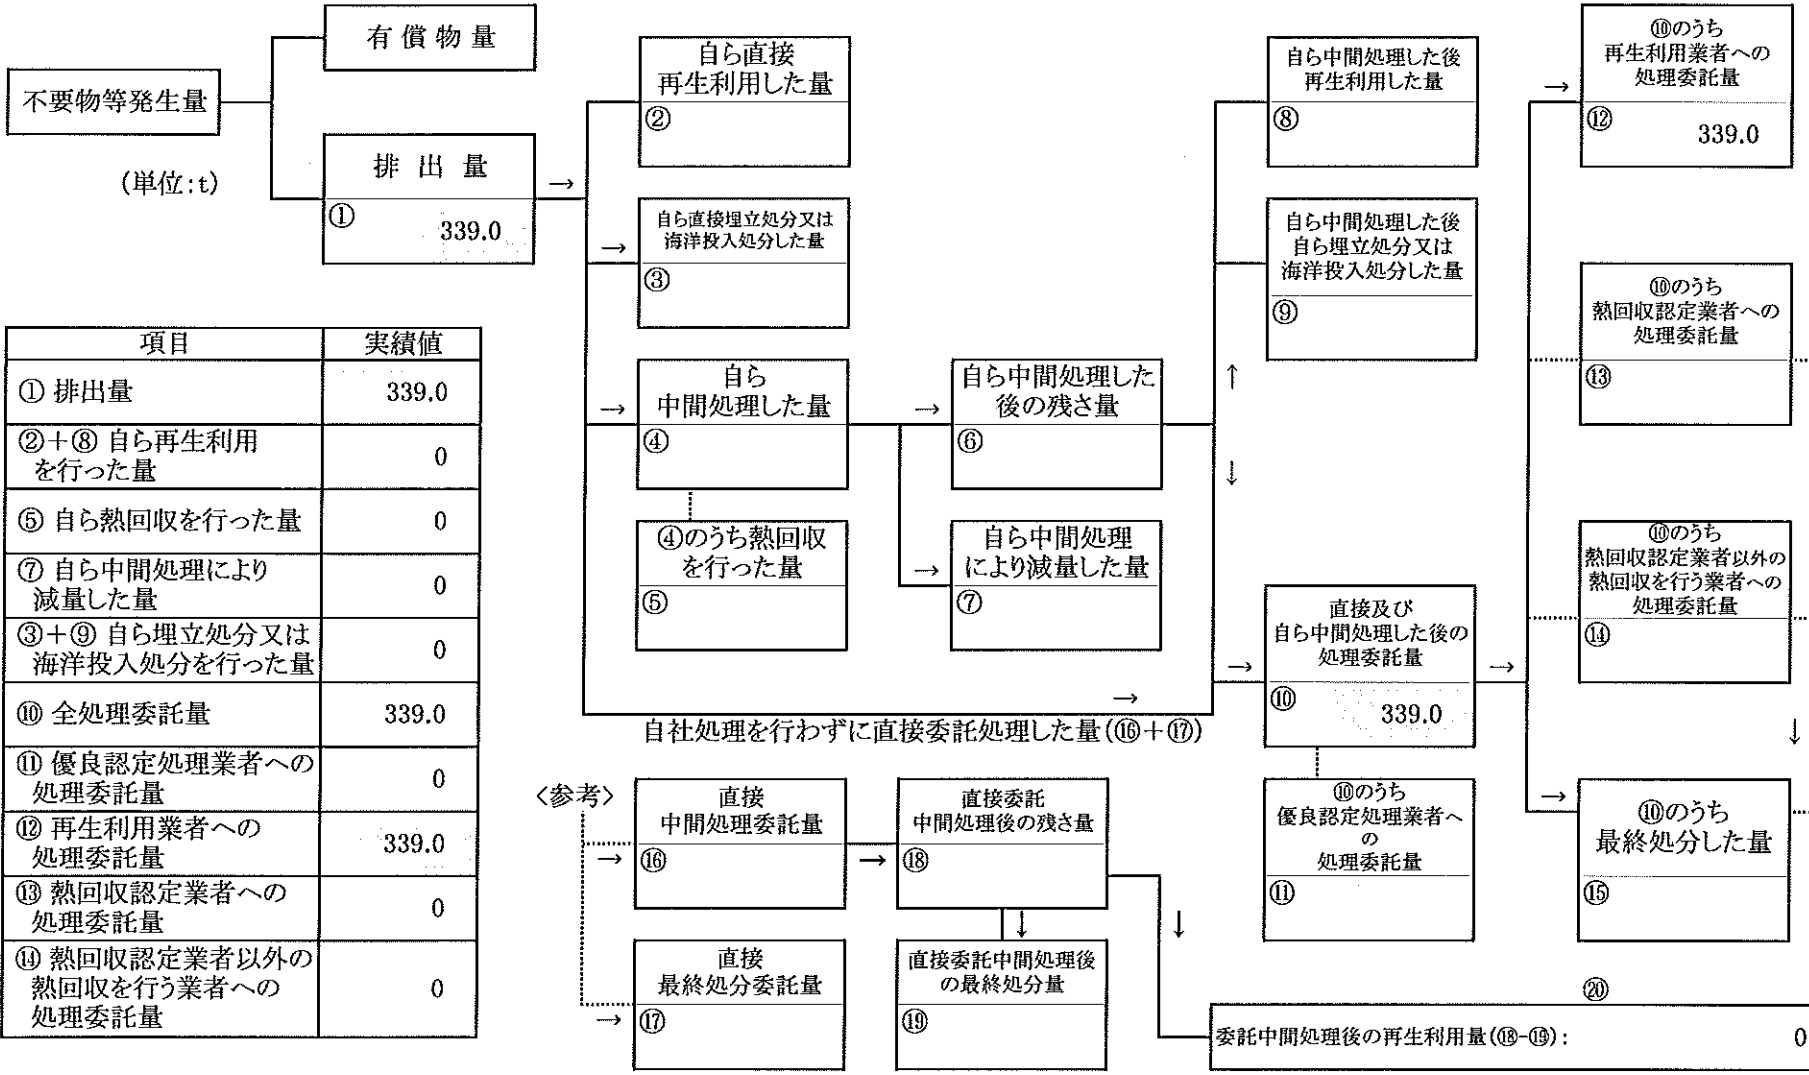 不要物等発生量
(単位:t)
有償物量
排出量
①
339.0
→
自ら直接
再生利用した量
②
→
自ら直接埋立処分又は
海洋投入処分した量
③
→
自ら
中間処理した量
④
④のうち熱回収
を行った量
⑤
→
自ら中間処理した
後の残さ量
⑥
→
自ら中間処理
により減量した量
⑦
↑
↓
自ら中間処理した後
再生利用した量
⑧
自ら中間処理した後
自ら埋立処分又は
海洋投入処分した量
⑨
→
自社処理を行わずに直接委託処理した量(⑯+⑰)
→
直接及び
自ら中間処理した後の
処理委託量
⑩
339.0
⑩のうち
優良認定処理業者へ
の
処理委託量
⑪
→
→
⑩のうち
再生利用業者への
処理委託量
⑫
339.0
⑩のうち
熱回収認定業者への
処理委託量
⑬
⑩のうち
熱回収認定業者以外の
熱回収を行う業者への
処理委託量
⑭
↓
→
⑩のうち
最終処分した量
⑮
項目 実績値
① 排出量 339.0
②+⑧ 自ら再生利用
を行った量 0
⑤ 自ら熱回収を行った量 0
⑦ 自ら中間処理により
減量した量 0
③+⑨ 自ら埋立処分又は
海洋投入処分を行った量 0
⑩ 全処理委託量 339.0
⑪ 優良認定処理業者への
処理委託量 0
⑫ 再生利用業者への
処理委託量 339.0
⑬ 熱回収認定業者への
処理委託量 0
⑭ 熱回収認定業者以外の
熱回収を行う業者への
処理委託量 0
〈参考〉
→
直接
中間処理委託量
⑯
→
直接委託
中間処理後の残さ量
⑱
↓
↓
→
直接
最終処分委託量
⑰
直接委託中間処理後
の最終処分量
⑲
⑳
委託中間処理後の再生利用量(⑱-⑲): 0